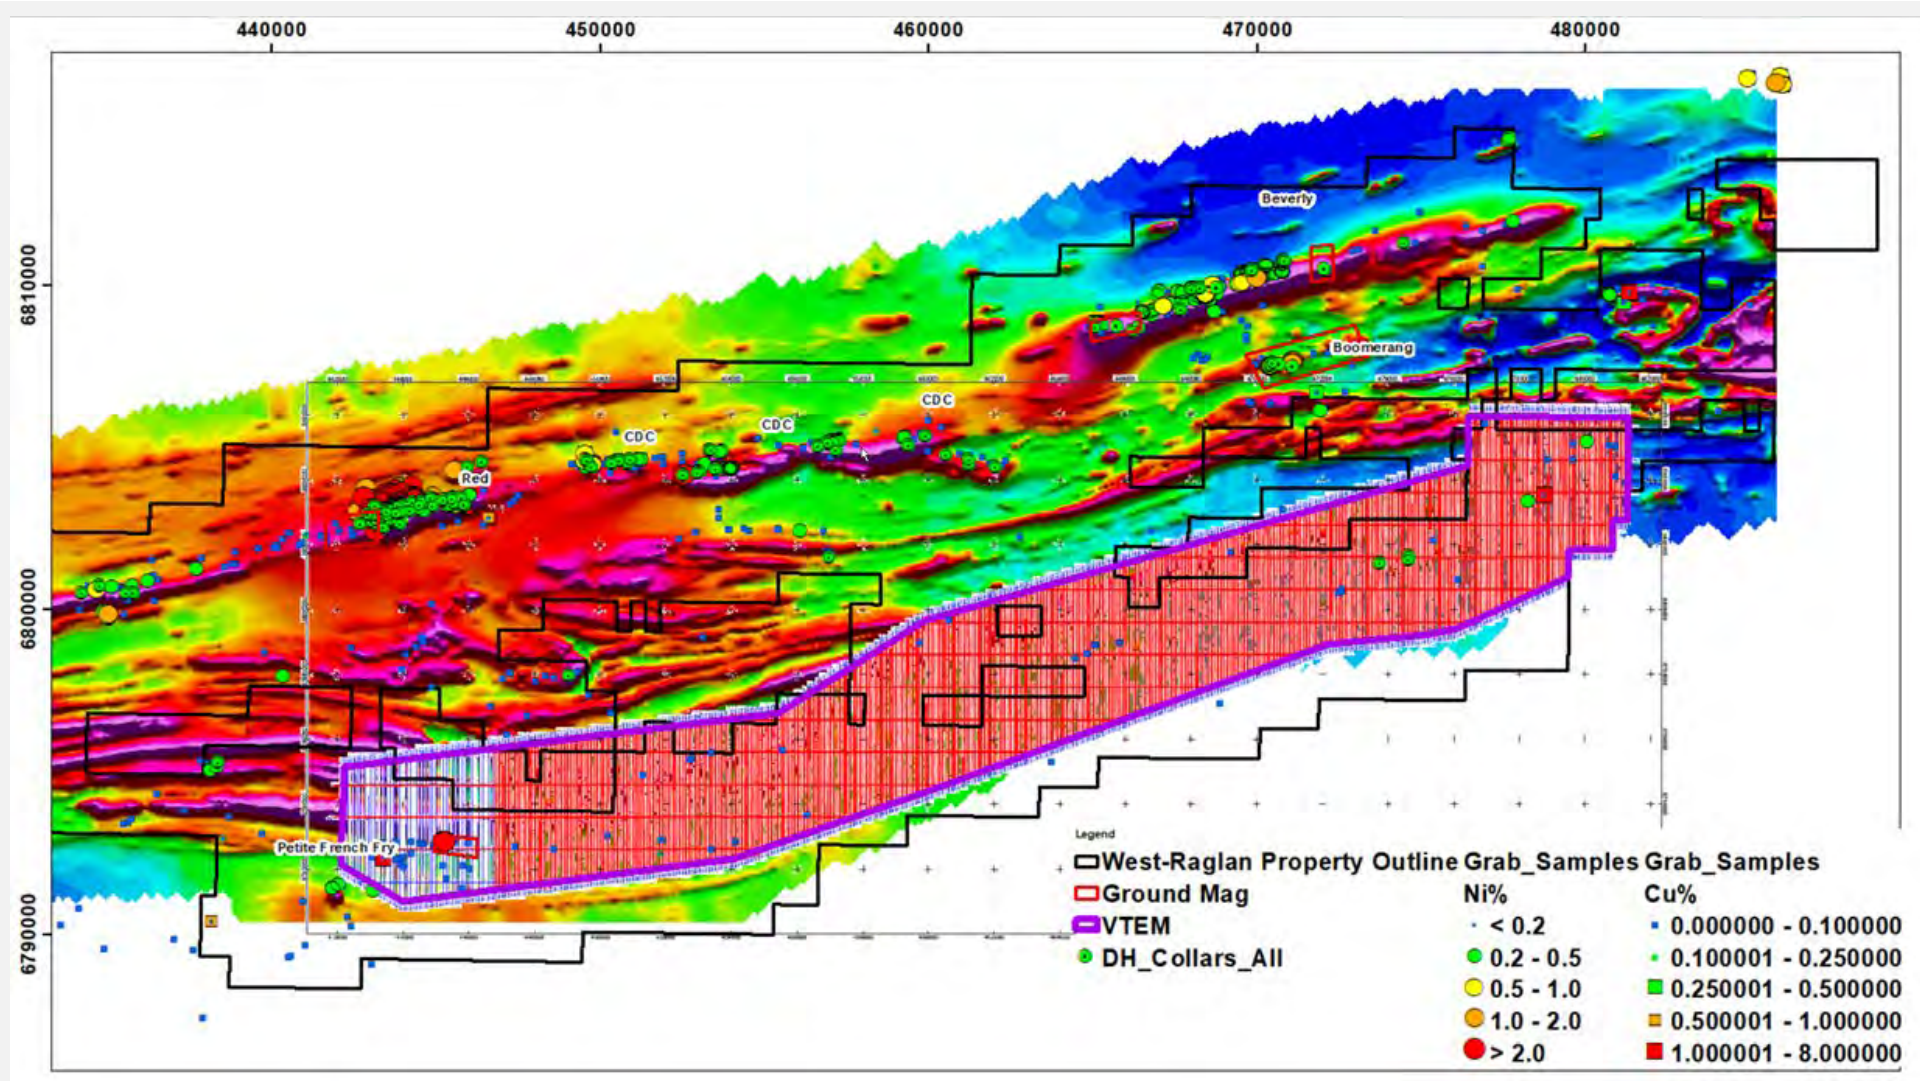 440000 450000 460000 470000 480000
6810000
6800000
6790000
Beverly
Boomerang
CDC
CDC
CDC
Red
Petite French Fry
Legend
West-Raglan Property Outline
Ground Mag
VTEM
DH_Collars_All
Grab_Samples
Ni%
< 0.2
0.2 - 0.5
0.5 - 1.0
1.0 - 2.0
> 2.0
Grab_Samples
Cu%
0.000000 - 0.100000
0.100001 - 0.250000
0.250001 - 0.500000
0.500001 - 1.000000
1.000001 - 8.000000